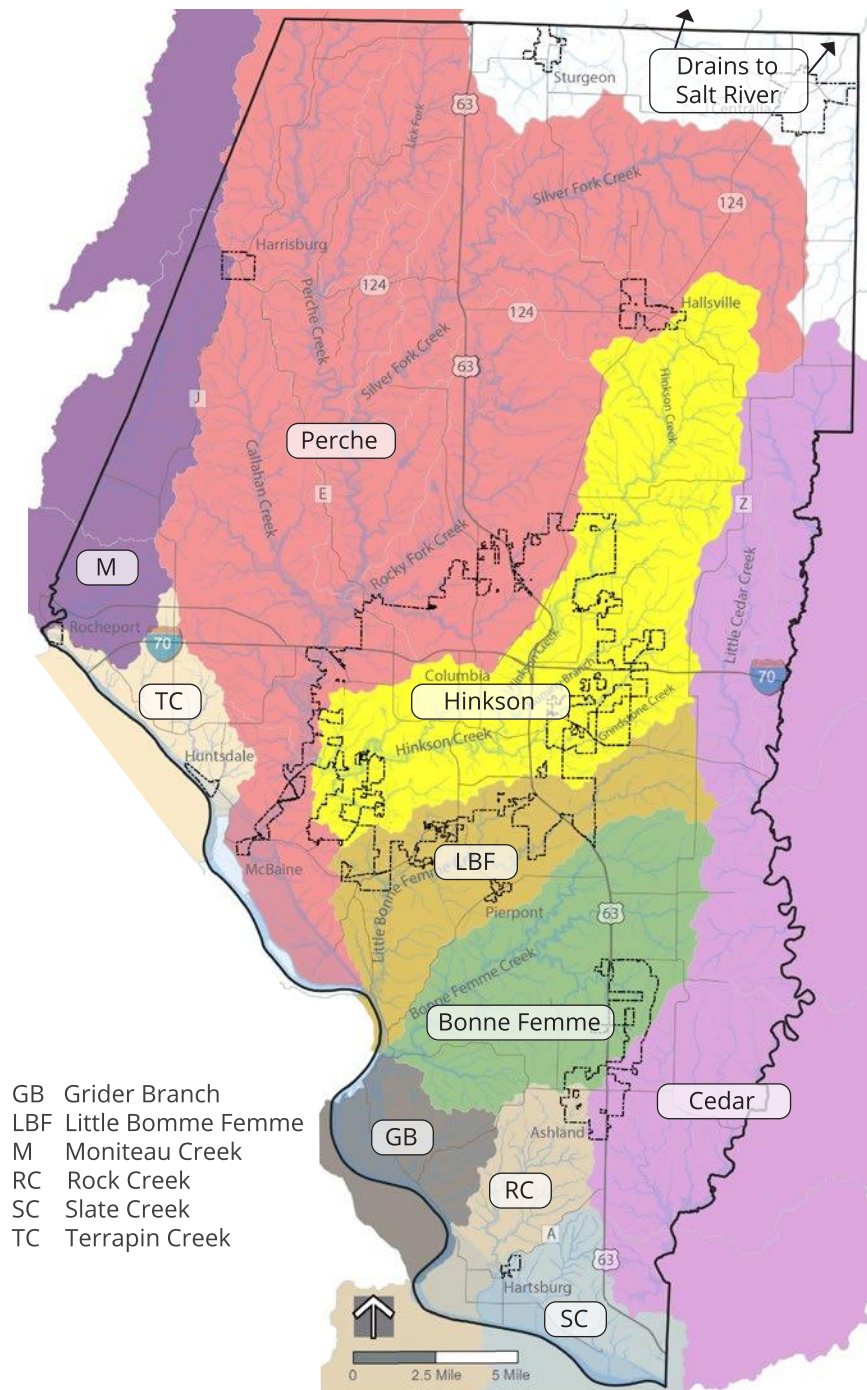 Drains to
Salt River
Sturgeon
Centralia
63
Lick Fork
Silver Fork Creek
124
Harrisburg
124
Perche Creek
Hallsville
124
Silver Fork Creek
63
Hinkson Creek
J
Perche
Callahan Creek
E
Z
Rocky Fork Creek
M
Little Cedar Creek
Rocheport
70
Columbia
Hinkson Creek
70
TC
Hinkson
Branch
Grindstone Creek
Hinkson Creek
Huntsdale
McBaine
LBF
Little Bonne Femme
Pierpont
63
Bonne Femme Creek
Bonne Femme
Cedar
GB Grider Branch
LBF Little Bomme Femme
M Moniteau Creek
RC Rock Creek
SC Slate Creek
TC Terrapin Creek
GB
Ashland
RC
A
63
Hartsburg
SC
0 2.5 Mile 5 Mile